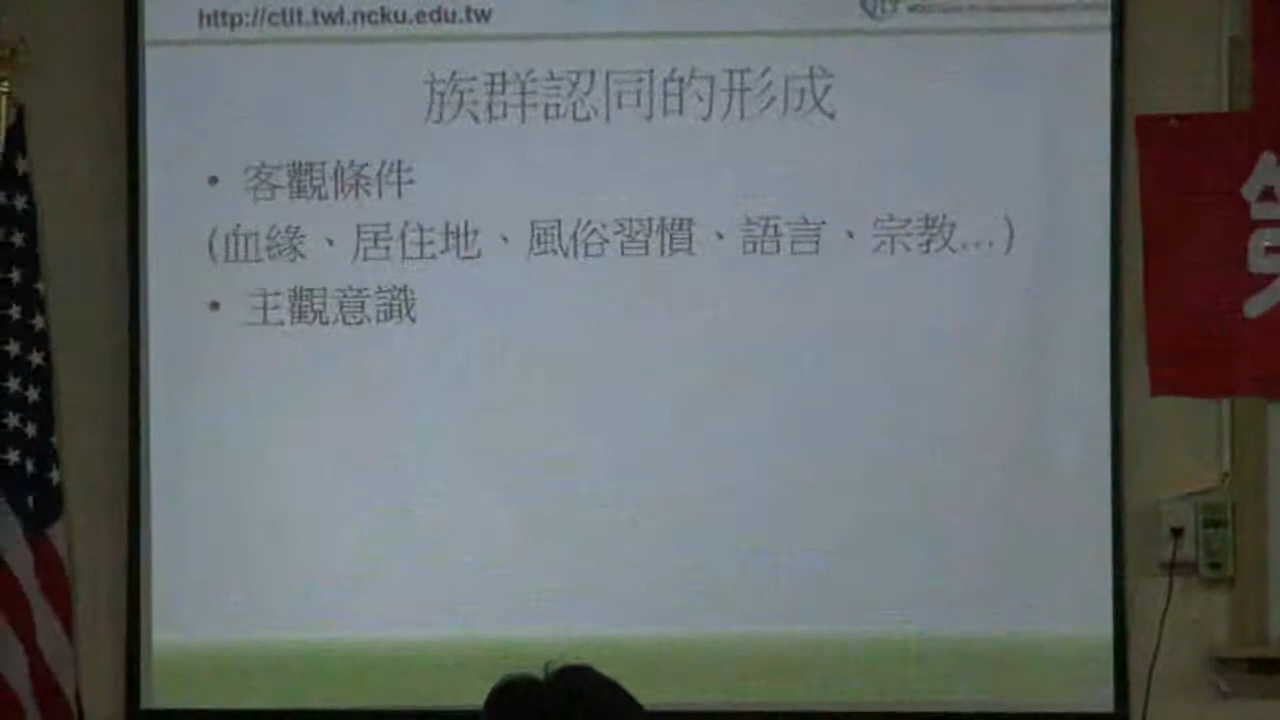 http://ctlt.twl.ncku.edu.tw
族群認同的形成
• 客觀條件
(血緣、居住地、風俗習慣、語言、宗教...)
• 主觀意識